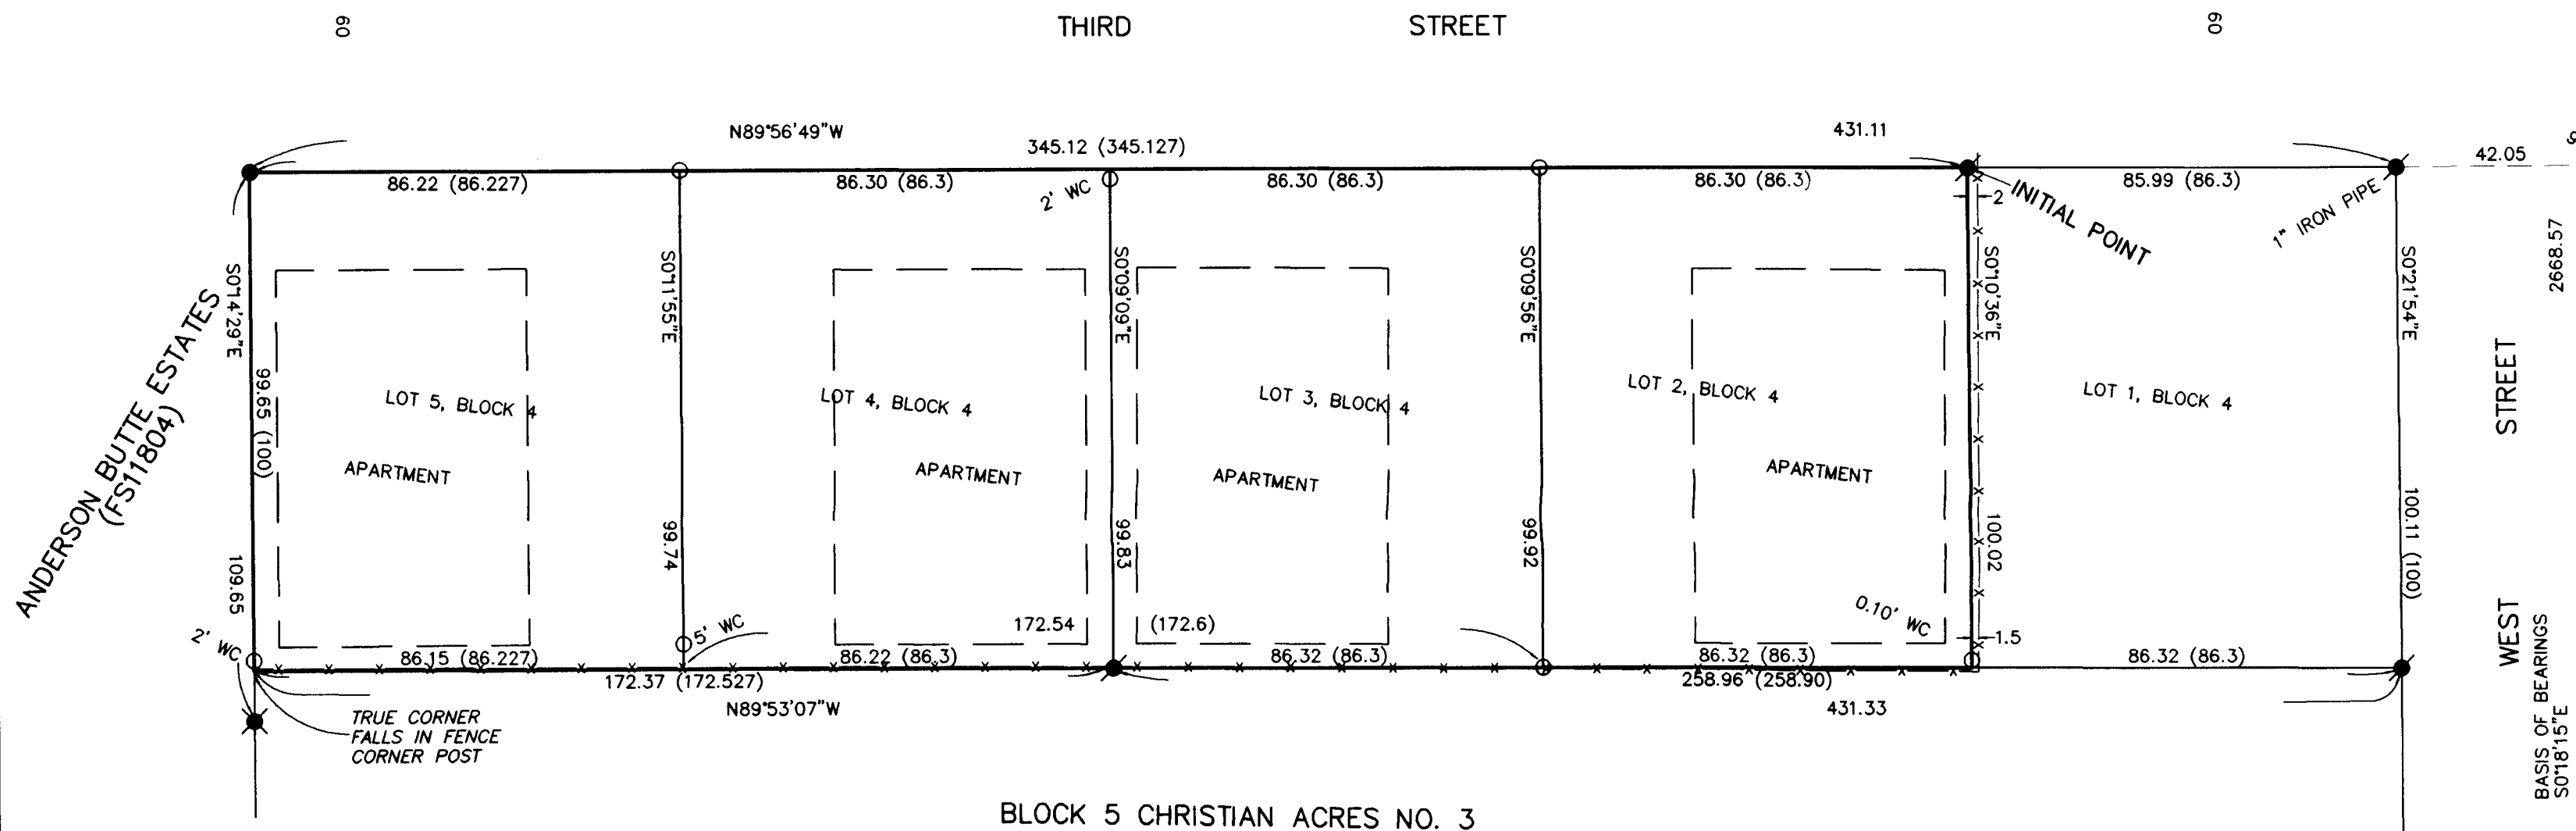 60
THIRD STREET
60
N89°56'49"W
345.12 (345.127)
431.11
42.05
86.22 (86.227)
86.30 (86.3)
2' WC
86.30 (86.3)
86.30 (86.3)
2
INITIAL POINT
85.99 (86.3)
1" IRON PIPE
2668.57
S0°14'29"E
S0°11'55"E
S0°09'09"E
S0°09'56"E
S0°10'36"E
S0°21'54"E
ANDERSON BUTTE ESTATES
(FS11804)
99.65 (100)
LOT 5, BLOCK 4
LOT 4, BLOCK 4
LOT 3, BLOCK 4
LOT 2, BLOCK 4
LOT 1, BLOCK 4
WEST STREET
APARTMENT
APARTMENT
APARTMENT
APARTMENT
109.65
99.74
99.83
99.92
100.02
100.11 (100)
2' WC
5' WC
172.54 (172.6)
0.10' WC
1.5
86.15 (86.227)
86.22 (86.3)
86.32 (86.3)
86.32 (86.3)
86.32 (86.3)
172.37 (172.527)
258.96 (258.90)
N89°53'07"W
431.33
TRUE CORNER
FALLS IN FENCE
CORNER POST
BASIS OF BEARINGS
S0°18'15"E
BLOCK 5 CHRISTIAN ACRES NO. 3